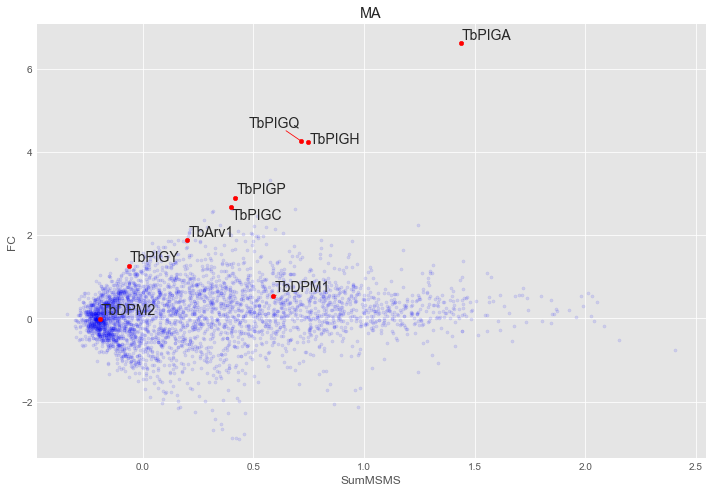 MA
TbPIGA
TbPIGQ
TbPIGH
TbPIGP
TbPIGC
TbArv1
TbPIGY
TbDPM1
TbDPM2
6
4
2
0
−2
FC
0.0 0.5 1.0 1.5 2.0 2.5
SumMSMS